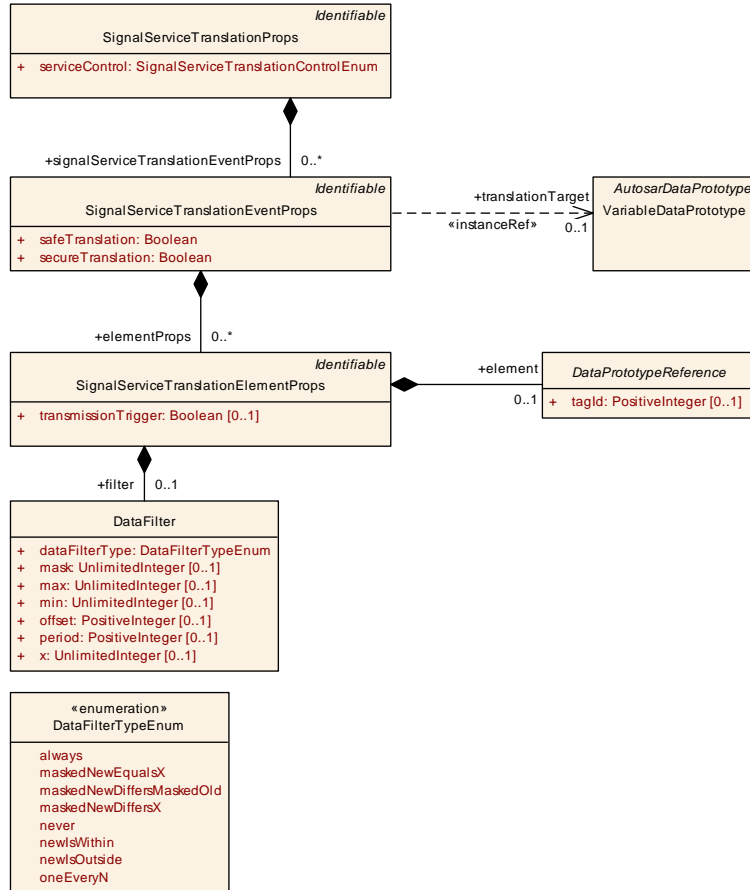 Identifiable
SignalServiceTranslationProps
+ serviceControl: SignalServiceTranslationControlEnum
+signalServiceTranslationEventProps 0..*
Identifiable
SignalServiceTranslationEventProps
+ safeTranslation: Boolean
+ secureTranslation: Boolean
+translationTarget
«instanceRef» 0..1
AutosarDataPrototype
VariableDataPrototype
+elementProps 0..*
Identifiable
SignalServiceTranslationElementProps
+ transmissionTrigger: Boolean [0..1]
+element
0..1
DataPrototypeReference
+ tagId: PositiveInteger [0..1]
+filter 0..1
DataFilter
+ dataFilterType: DataFilterTypeEnum
+ mask: UnlimitedInteger [0..1]
+ max: UnlimitedInteger [0..1]
+ min: UnlimitedInteger [0..1]
+ offset: PositiveInteger [0..1]
+ period: PositiveInteger [0..1]
+ x: UnlimitedInteger [0..1]
«enumeration»
DataFilterTypeEnum
always
maskedNewEqualsX
maskedNewDiffersMaskedOld
maskedNewDiffersX
never
newIsWithin
newIsOutside
oneEveryN